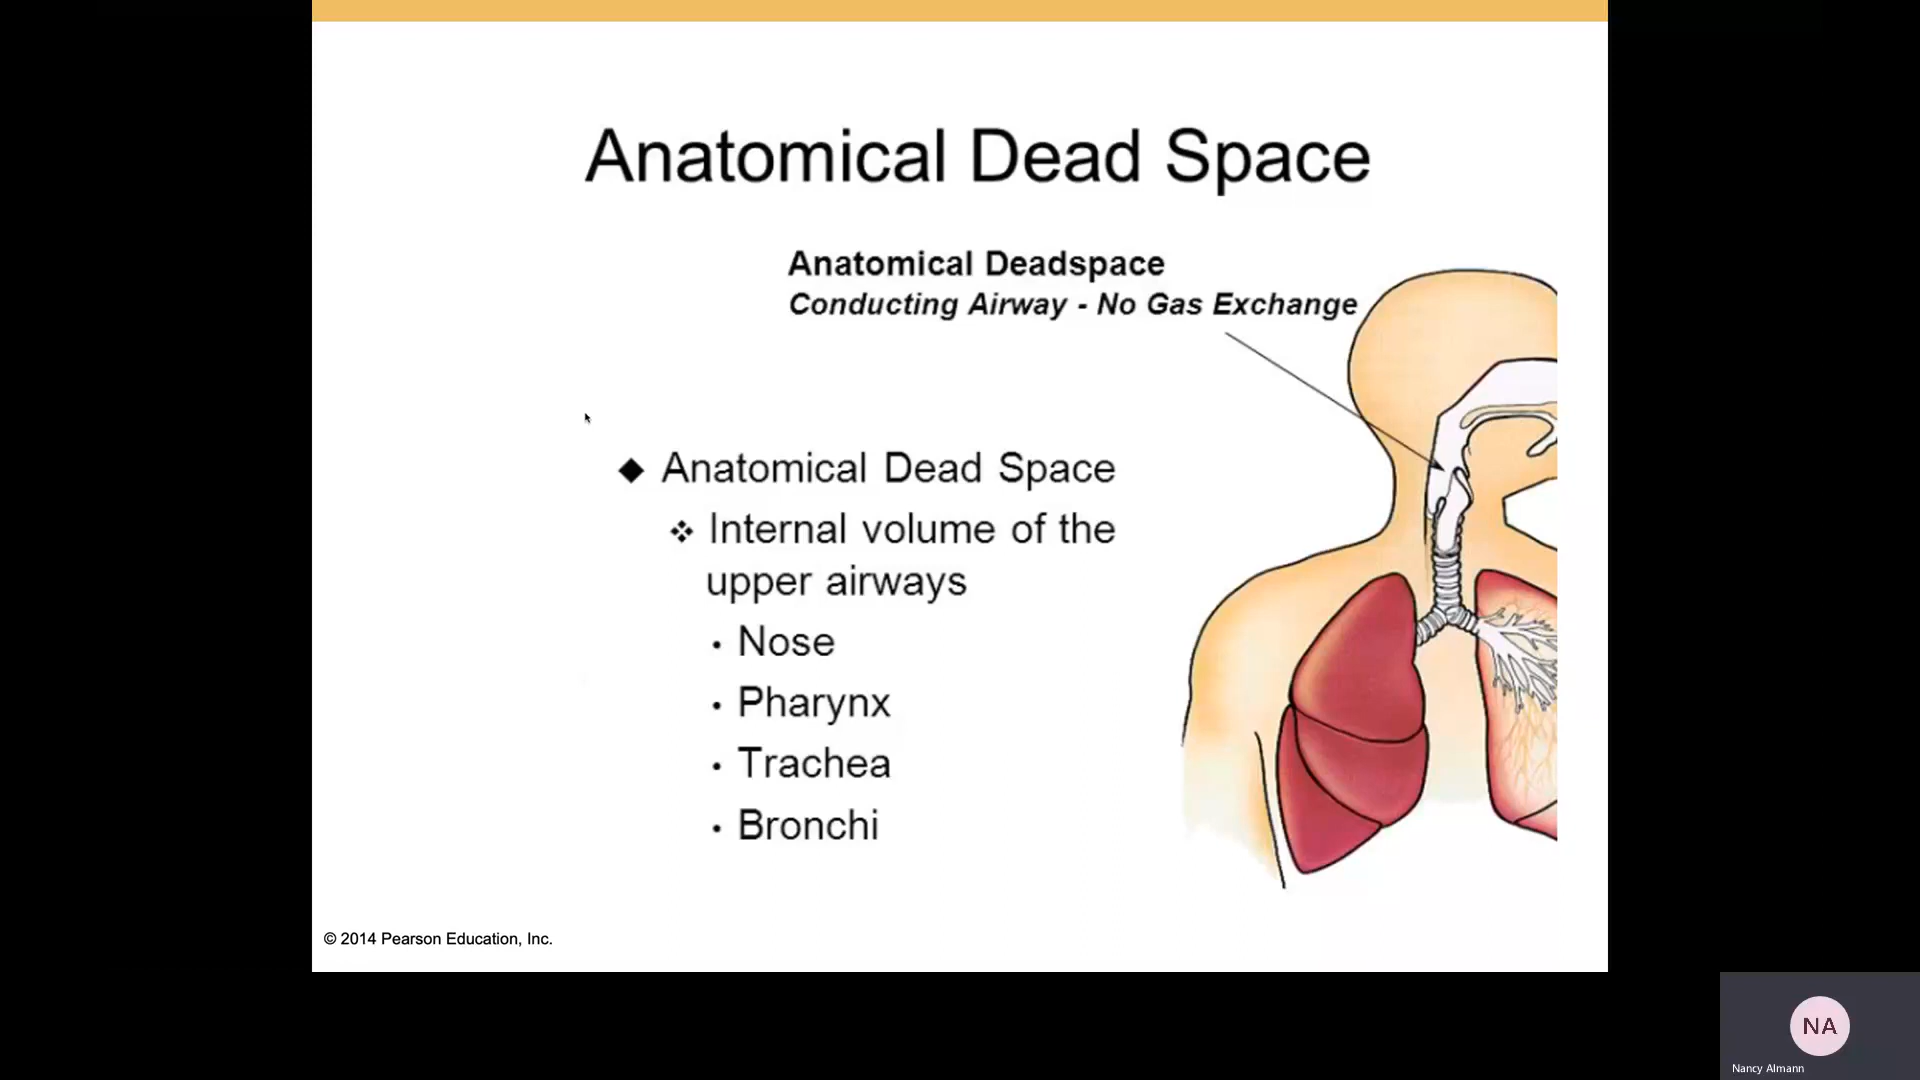 Anatomical Dead Space
Anatomical Deadspace
Conducting Airway - No Gas Exchange
◆ Anatomical Dead Space
❖ Internal volume of the
upper airways
• Nose
• Pharynx
• Trachea
• Bronchi
© 2014 Pearson Education, Inc.
NA
Nancy Almann